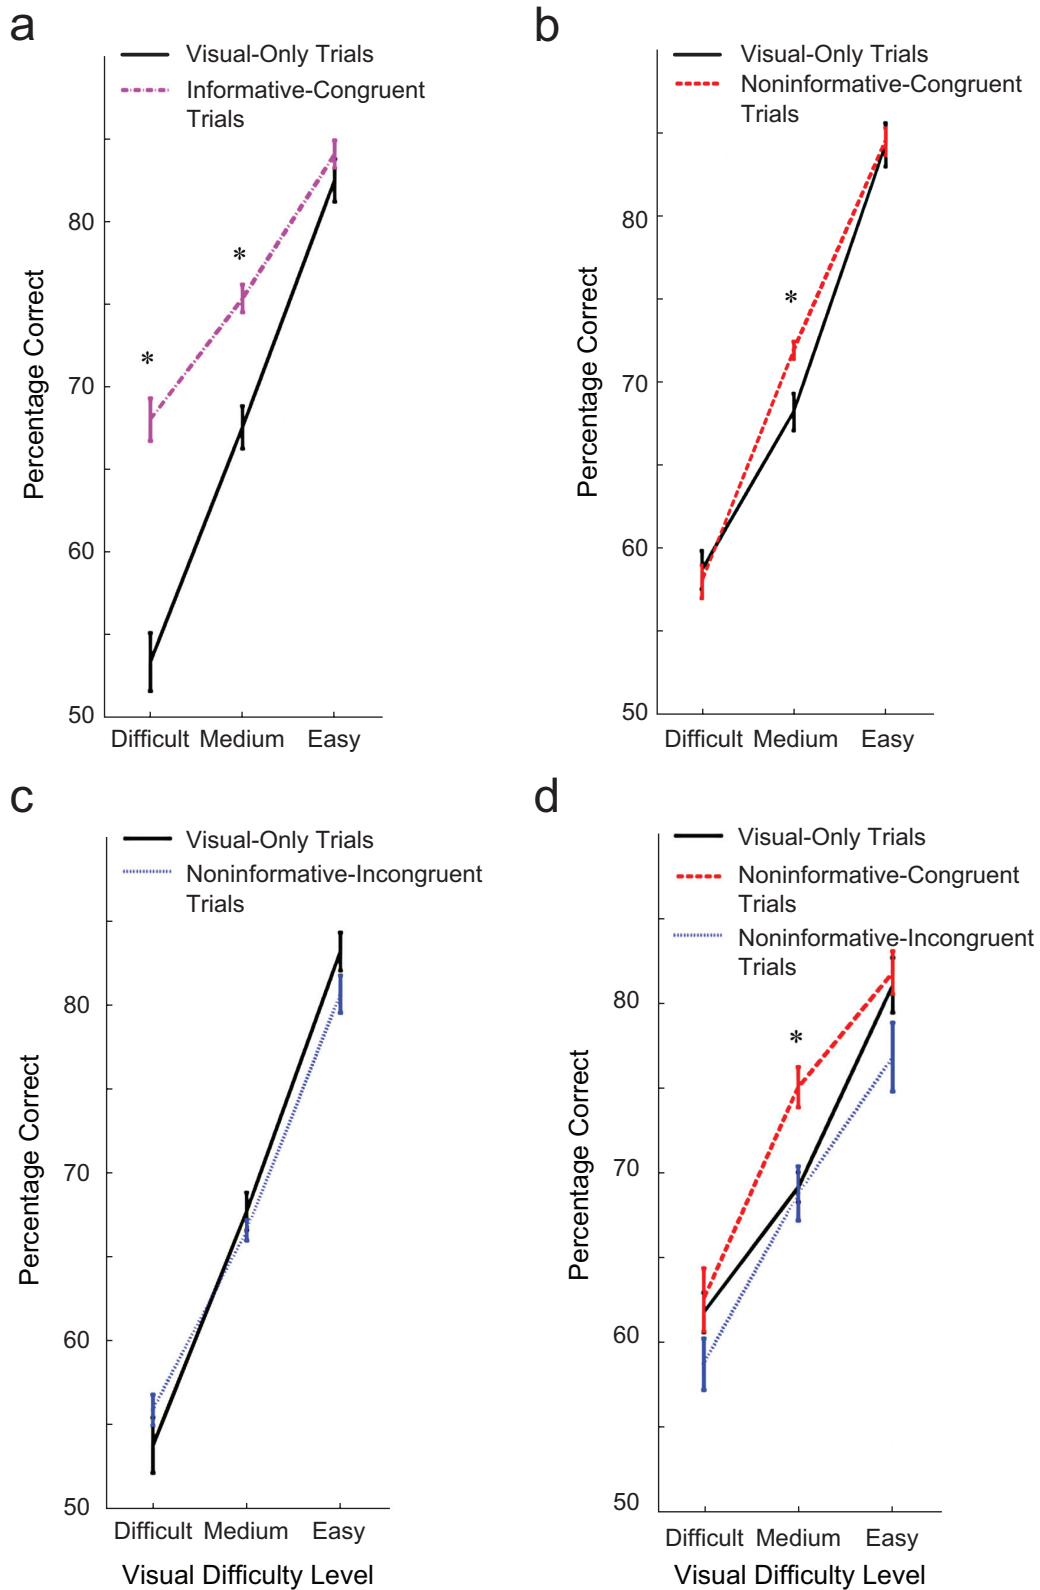 a
Visual-Only Trials
Informative-Congruent
Trials
*
*
Percentage Correct
80
70
60
50
Difficult Medium Easy
b
Visual-Only Trials
Noninformative-Congruent
Trials
*
Percentage Correct
80
70
60
50
Difficult Medium Easy
c
Visual-Only Trials
Noninformative-Incongruent
Trials
Percentage Correct
80
70
60
50
Difficult Medium Easy
Visual Difficulty Level
d
Visual-Only Trials
Noninformative-Congruent
Trials
Noninformative-Incongruent
Trials
*
Percentage Correct
80
70
60
50
Difficult Medium Easy
Visual Difficulty Level